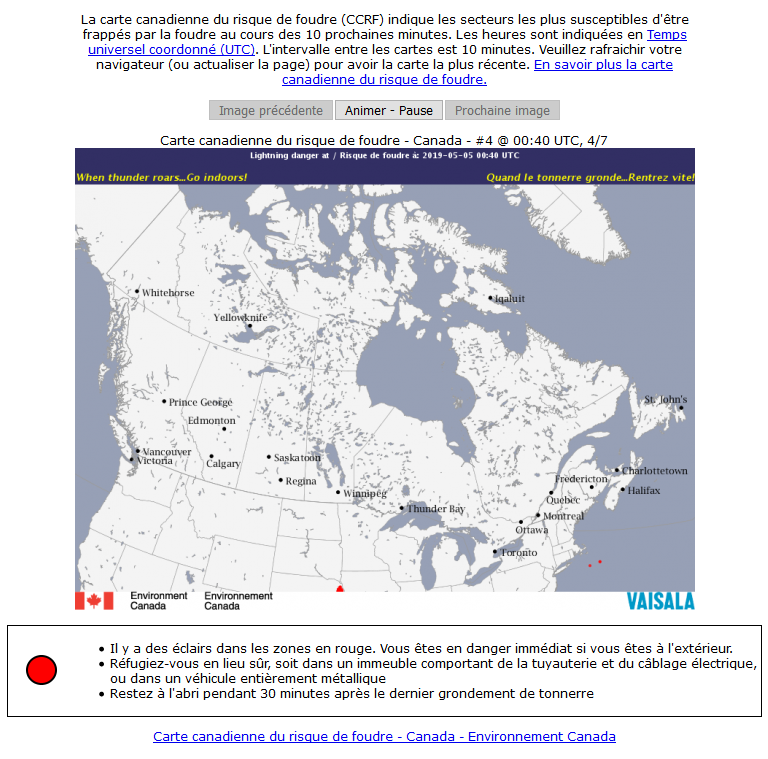 La carte canadienne du risque de foudre (CCRF) indique les secteurs les plus susceptibles d'être
frappés par la foudre au cours des 10 prochaines minutes. Les heures sont indiquées en Temps
universel coordonné (UTC). L'intervalle entre les cartes est 10 minutes. Veuillez rafraichir votre
navigateur (ou actualiser la page) pour avoir la carte la plus récente. En savoir plus la carte
canadienne du risque de foudre.
Image précédente
Animer - Pause
Prochaine image
Carte canadienne du risque de foudre - Canada - #4 @ 00:40 UTC, 4/7
Lightning danger at / Risque de foudre à: 2019-05-05 00:40 UTC
When thunder roars...Go indoors!
Quand le tonnerre gronde...Rentrez vite!
Whitehorse
Iqaluit
Yellowknife
Prince George
St. John's
Edmonton
Vancouver
Victoria
Calgary
Saskatoon
Regina
Winnipeg
Thunder Bay
Charlottetown
Fredericton
Halifax
Quebec
Montreal
Ottawa
Toronto
Environment
Canada
Environnement
Canada
VAISALA
Il y a des éclairs dans les zones en rouge. Vous êtes en danger immédiat si vous êtes à l'extérieur.
Réfugiez-vous en lieu sûr, soit dans un immeuble comportant de la tuyauterie et du câblage électrique,
ou dans un véhicule entièrement métallique
Restez à l'abri pendant 30 minutes après le dernier grondement de tonnerre
Carte canadienne du risque de foudre - Canada - Environnement Canada